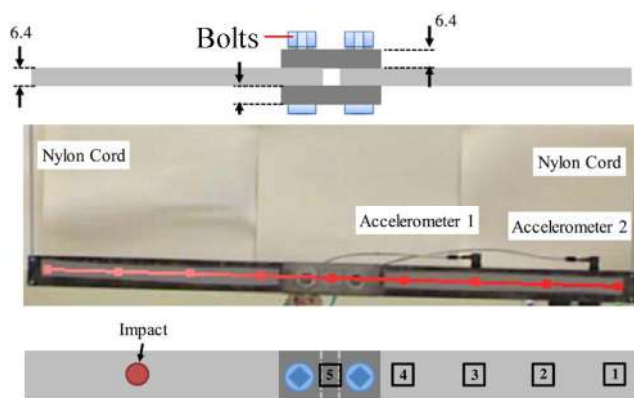 6.4
Bolts
6.4
Nylon Cord
Nylon Cord
Accelerometer 1
Accelerometer 2
Impact
5
4
3
2
1